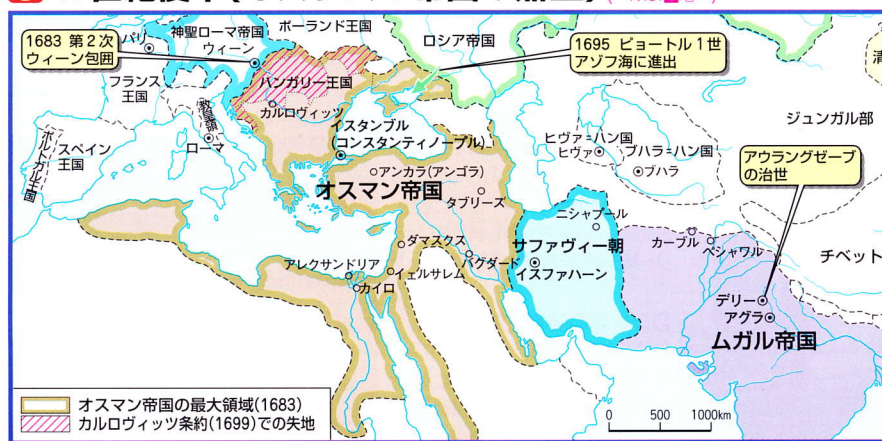 1683 第2次
ウィーン包囲
パリ
神聖ローマ帝国
ウィーン
ポーランド王国
ロシア帝国
1695 ピョートル1世
アゾフ海に進出
清
フランス
王国
ハンガリー王国
カルロヴィッツ
教皇領
ローマ
ポルトガル王国
スペイン
王国
イスタンブル
(コンスタンティノープル)
アンカラ(アンゴラ)
オスマン帝国
タブリーズ
ヒヴァ=ハン国
ヒヴァ
ブハラ=ハン国
ブハラ
ジュンガル部
アウラングゼーブ
の治世
ニシャプール
サファヴィー朝
イスファハーン
カーブル
ペシャワル
チベット
ダマスクス
バグダード
アレクサンドリア
イェルサレム
カイロ
デリー
アグラ
ムガル帝国
オスマン帝国の最大領域(1683)
カルロヴィッツ条約(1699)での失地
0 500 1000km